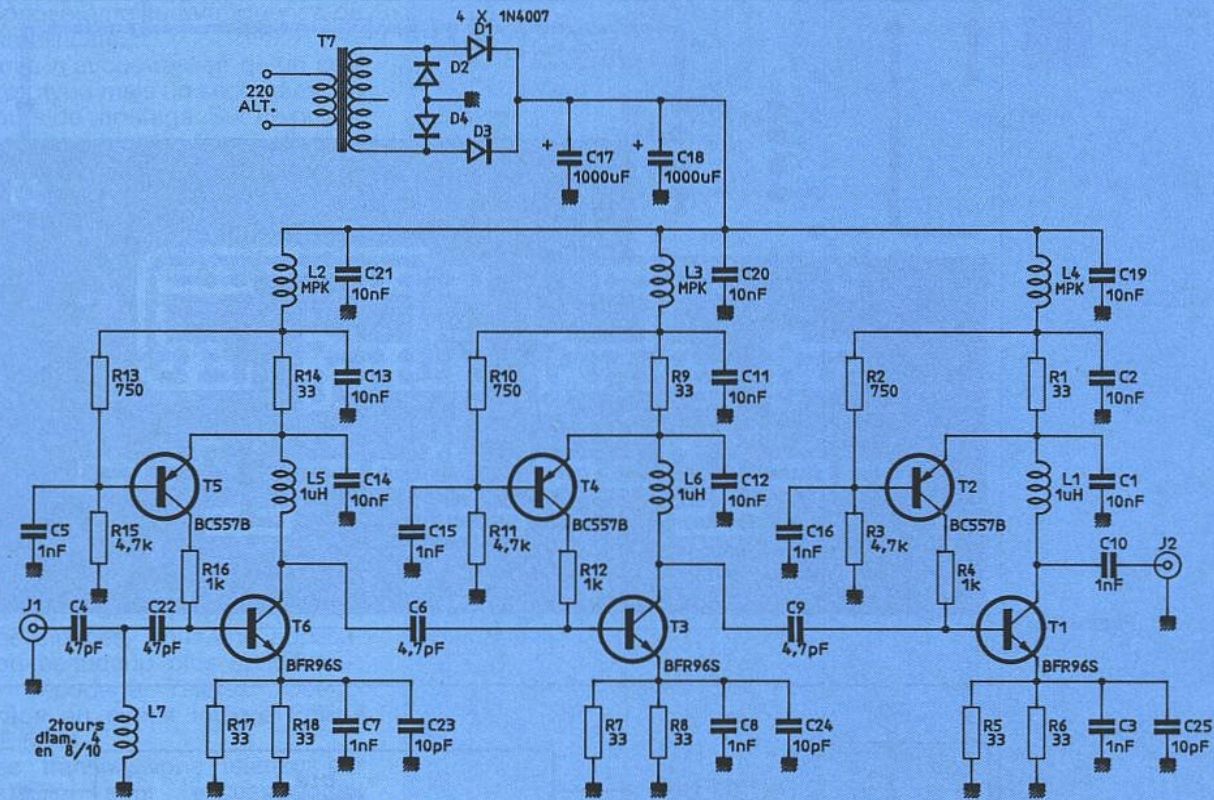 4 X 1N4007
D1
T7
D2
220
ALT.
D4
D3
+
C17
1000uF
+
C18
1000uF
L2
MPK
C21
10nF
L3
MPK
C20
10nF
L4
MPK
C19
10nF
R13
750
R14
33
C13
10nF
R10
750
R9
33
C11
10nF
R2
750
R1
33
C2
10nF
T5
BC557B
L5
1uH
C14
10nF
T4
BC557B
L6
1uH
C12
10nF
T2
BC557B
L1
1uH
C1
10nF
C5
1nF
R15
4,7k
R16
1k
C15
1nF
R11
4,7k
R12
1k
C16
1nF
R3
4,7k
R4
1k
C10
1nF
J2
J1
C4
47pF
C22
47pF
T6
BFR96S
C6
4,7pF
T3
BFR96S
C9
4,7pF
T1
BFR96S
2tours
diam. 4
en 8/10
L7
R17
33
R18
33
C7
1nF
C23
10pF
R7
33
R8
33
C8
1nF
C24
10pF
R5
33
R6
33
C3
1nF
C25
10pF